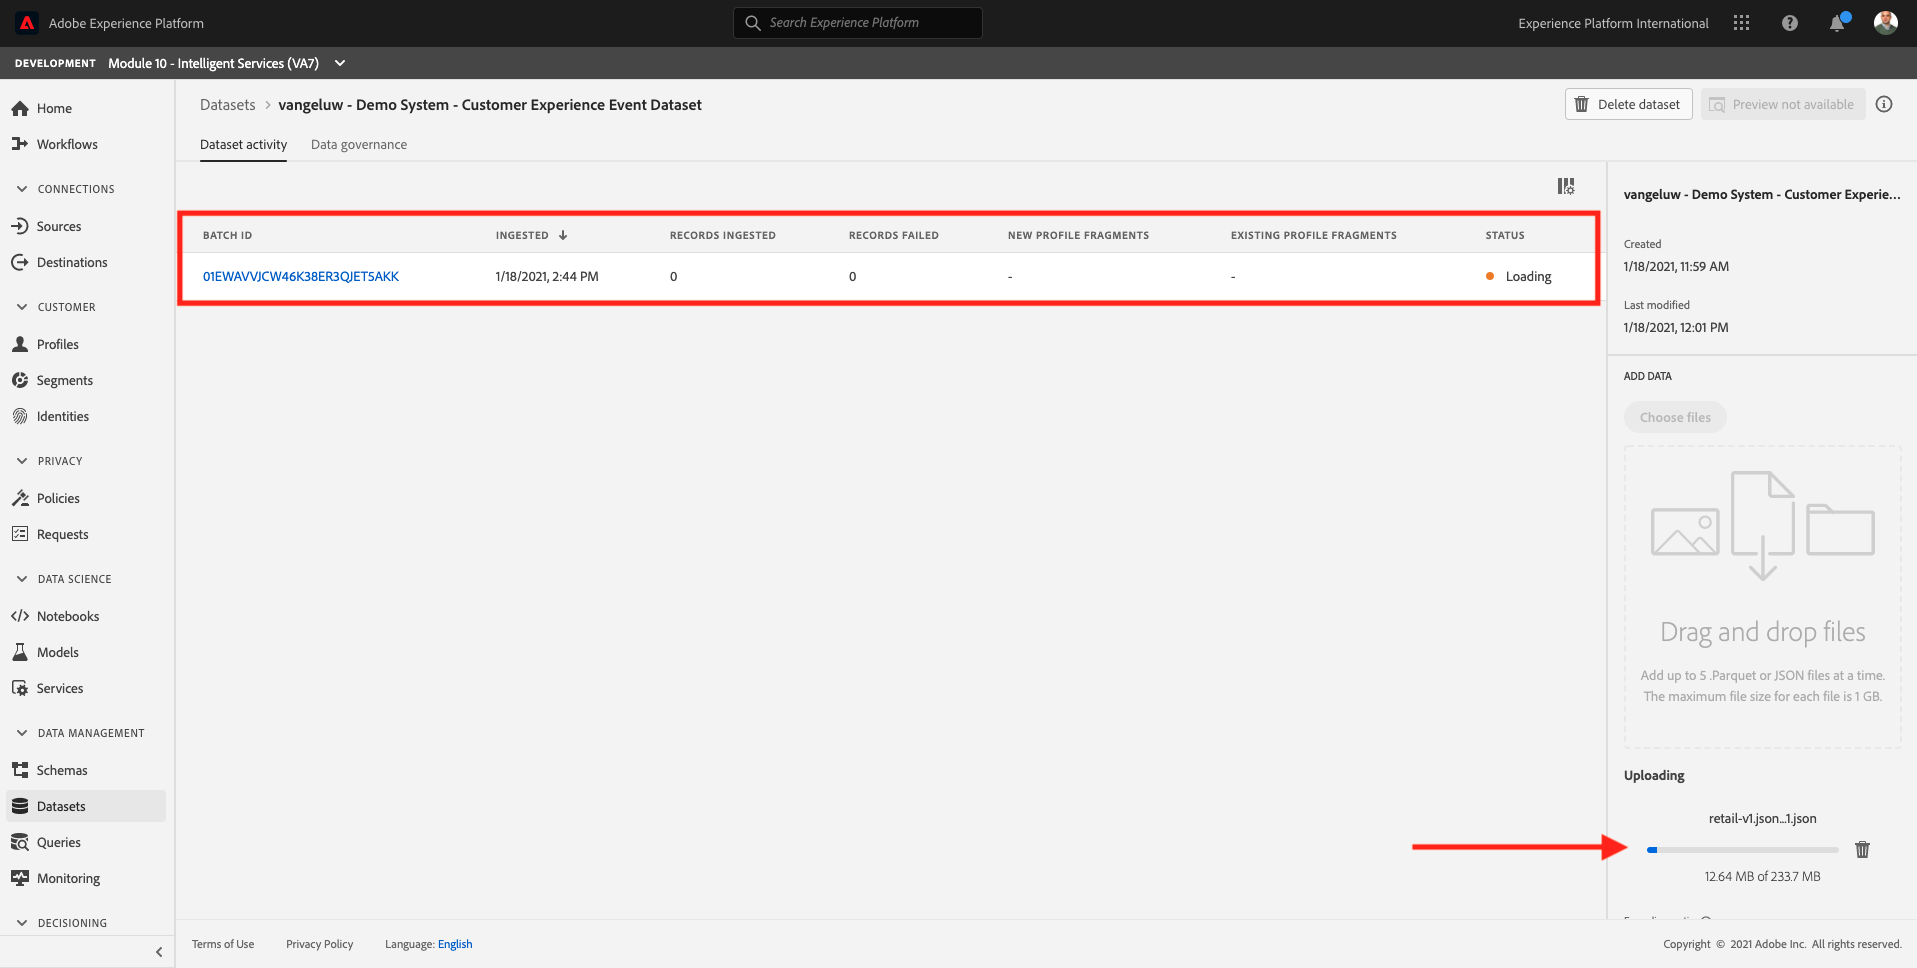 Adobe Experience Platform
Search Experience Platform
Experience Platform International
DEVELOPMENT Module 10 - Intelligent Services (VA7)
Home
Workflows
CONNECTIONS
Sources
Destinations
CUSTOMER
Profiles
Segments
Identities
PRIVACY
Policies
Requests
DATA SCIENCE
Notebooks
Models
Services
DATA MANAGEMENT
Schemas
Datasets
Queries
Monitoring
DECISIONING
Datasets > vangeluw - Demo System - Customer Experience Event Dataset
Delete dataset
Preview not available
Dataset activity
Data governance
BATCH ID INGESTED RECORDS INGESTED RECORDS FAILED NEW PROFILE FRAGMENTS EXISTING PROFILE FRAGMENTS STATUS
01EWAVVJCW46K38ER3QJET5AKK 1/18/2021, 2:44 PM 0 0 - - Loading
vangeluw - Demo System - Customer Experie...
Created
1/18/2021, 11:59 AM
Last modified
1/18/2021, 12:01 PM
ADD DATA
Choose files
Drag and drop files
Add up to 5 .Parquet or JSON files at a time.
The maximum file size for each file is 1 GB.
Uploading
retail-v1.json...1.json
12.64 MB of 233.7 MB
Terms of Use
Privacy Policy
Language: English
Copyright © 2021 Adobe Inc. All rights reserved.